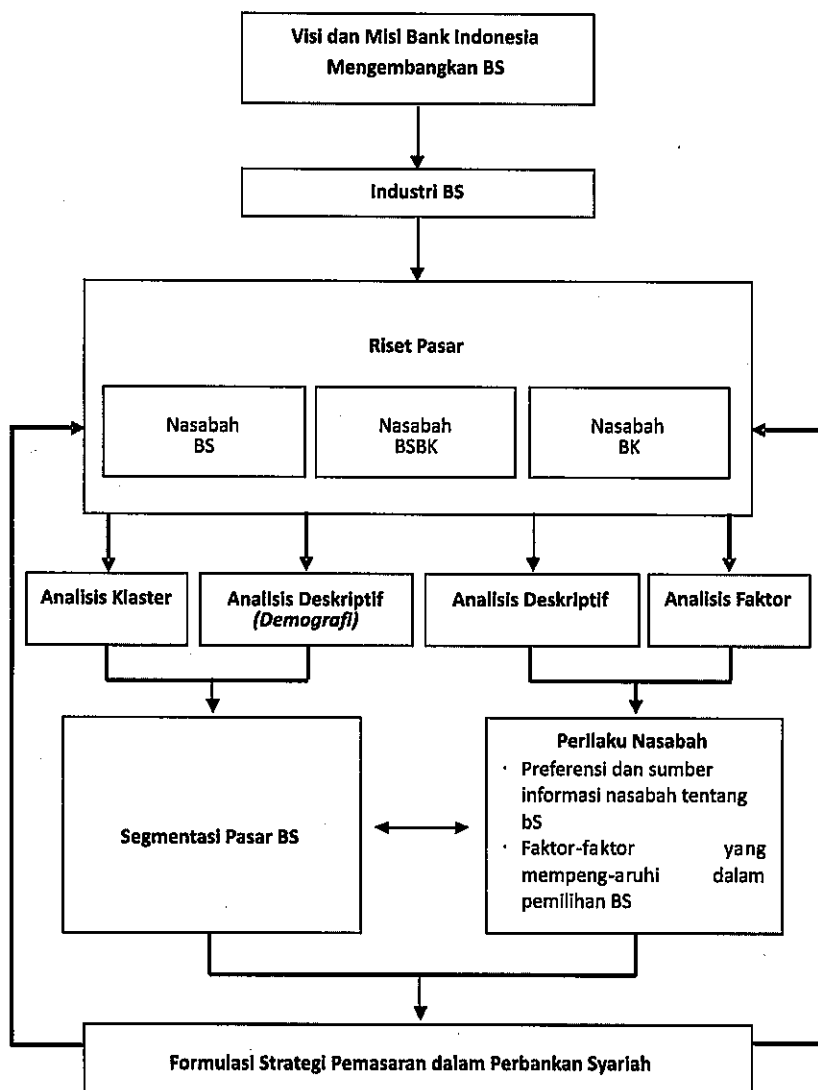 Visi dan Misi Bank Indonesia
Mengembangkan BS
Industri BS
Riset Pasar
Nasabah
BS
Nasabah
BSBK
Nasabah
BK
Analisis Klaster
Analisis Deskriptif
(Demografi)
Analisis Deskriptif
Analisis Faktor
Segmentasi Pasar BS
Perilaku Nasabah
· Preferensi dan sumber
informasi nasabah tentang
bS
· Faktor-faktor yang
mempeng-aruhi dalam
pemilihan BS
Formulasi Strategi Pemasaran dalam Perbankan Syariah